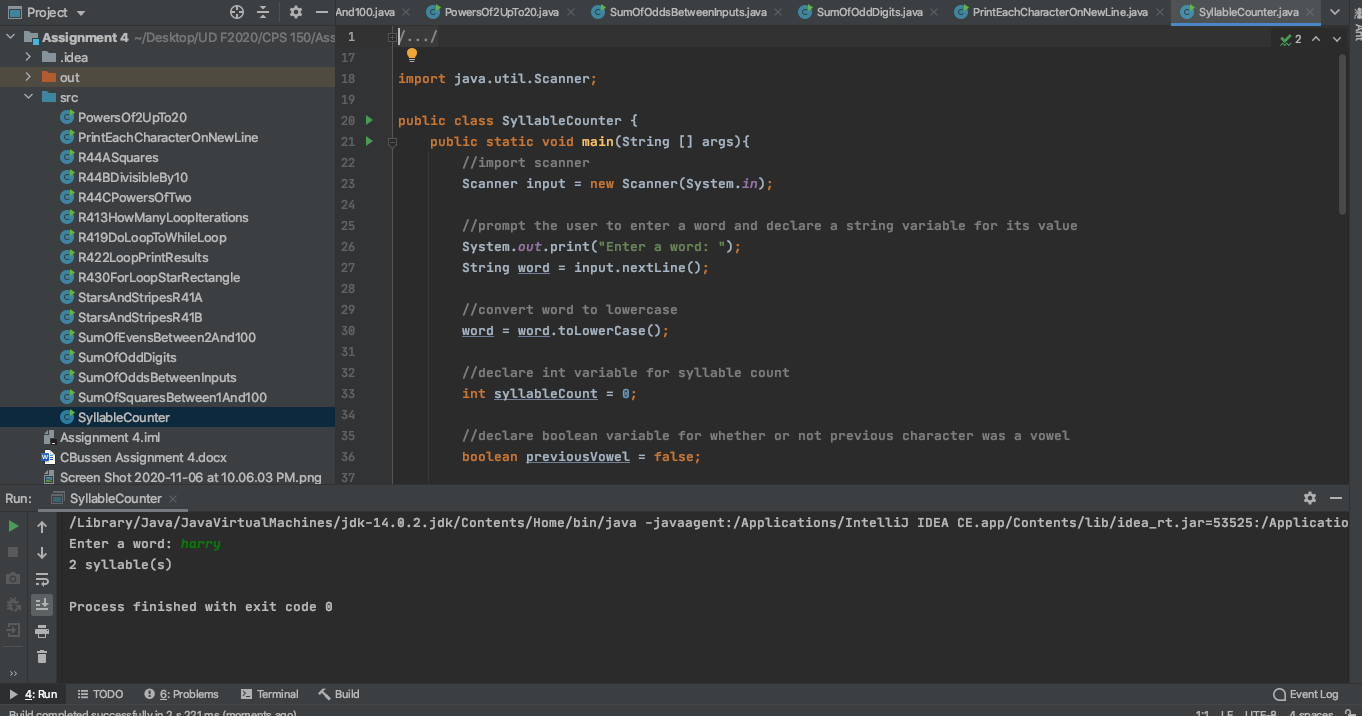 Project
And100.java
PowersOf2UpTo20.java
SumOfOddsBetweenInputs.java
SumOfOddDigits.java
PrintEachCharacterOnNewLine.java
SyllableCounter.java
Assignment 4 ~/Desktop/UD F2020/CPS 150/Ass
.idea
out
src
PowersOf2UpTo20
PrintEachCharacterOnNewLine
R44ASquares
R44BDivisibleBy10
R44CPowersOfTwo
R413HowManyLoopIterations
R419DoLoopToWhileLoop
R422LoopPrintResults
R430ForLoopStarRectangle
StarsAndStripesR41A
StarsAndStripesR41B
SumOfEvensBetween2And100
SumOfOddDigits
SumOfOddsBetweenInputs
SumOfSquaresBetween1And100
SyllableCounter
Assignment 4.iml
CBussen Assignment 4.docx
Screen Shot 2020-11-06 at 10.06.03 PM.png
1 /.../
2
17
18 import java.util.Scanner;
19
20 public class SyllableCounter {
21 public static void main(String [] args){
22 //import scanner
23 Scanner input = new Scanner(System.in);
24
25 //prompt the user to enter a word and declare a string variable for its value
26 System.out.print("Enter a word: ");
27 String word = input.nextLine();
28
29 //convert word to lowercase
30 word = word.toLowerCase();
31
32 //declare int variable for syllable count
33 int syllableCount = 0;
34
35 //declare boolean variable for whether or not previous character was a vowel
36 boolean previousVowel = false;
37
Ant
Run: SyllableCounter
/Library/Java/JavaVirtualMachines/jdk-14.0.2.jdk/Contents/Home/bin/java -javaagent:/Applications/IntelliJ IDEA CE.app/Contents/lib/idea_rt.jar=53525:/Applicatio
Enter a word: harry
2 syllable(s)
Process finished with exit code 0
4: Run
TODO
6: Problems
Terminal
Build
Event Log
Build completed successfully in 2 s 221 ms (moments ago)
1:1 LF UTF-8 4 spaces